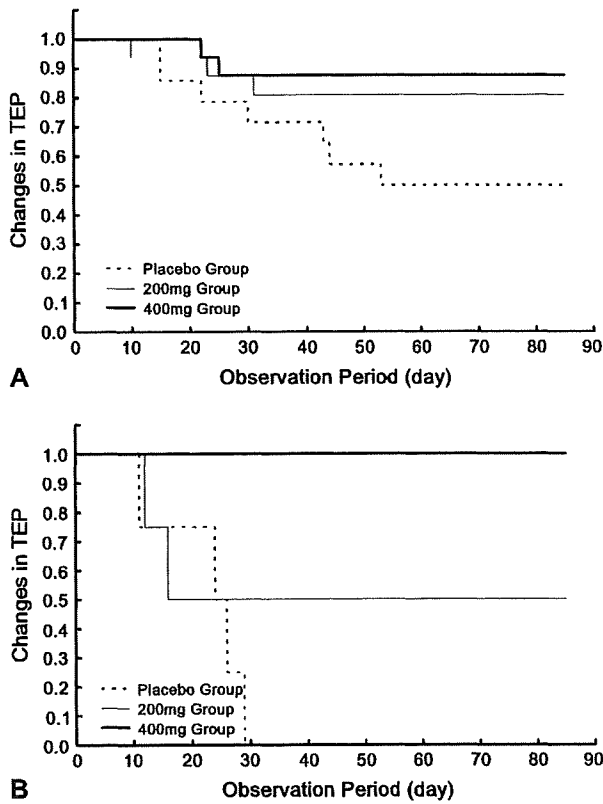 1.0
0.9
0.8
0.7
0.6
0.5
0.4
0.3
0.2
0.1
0.0
Changes in TEP
Placebo Group
200mg Group
400mg Group
0 10 20 30 40 50 60 70 80 90
Observation Period (day)
A
1.0
0.9
0.8
0.7
0.6
0.5
0.4
0.3
0.2
0.1
0.0
Changes in TEP
Placebo Group
200mg Group
400mg Group
0 10 20 30 40 50 60 70 80 90
Observation Period (day)
B